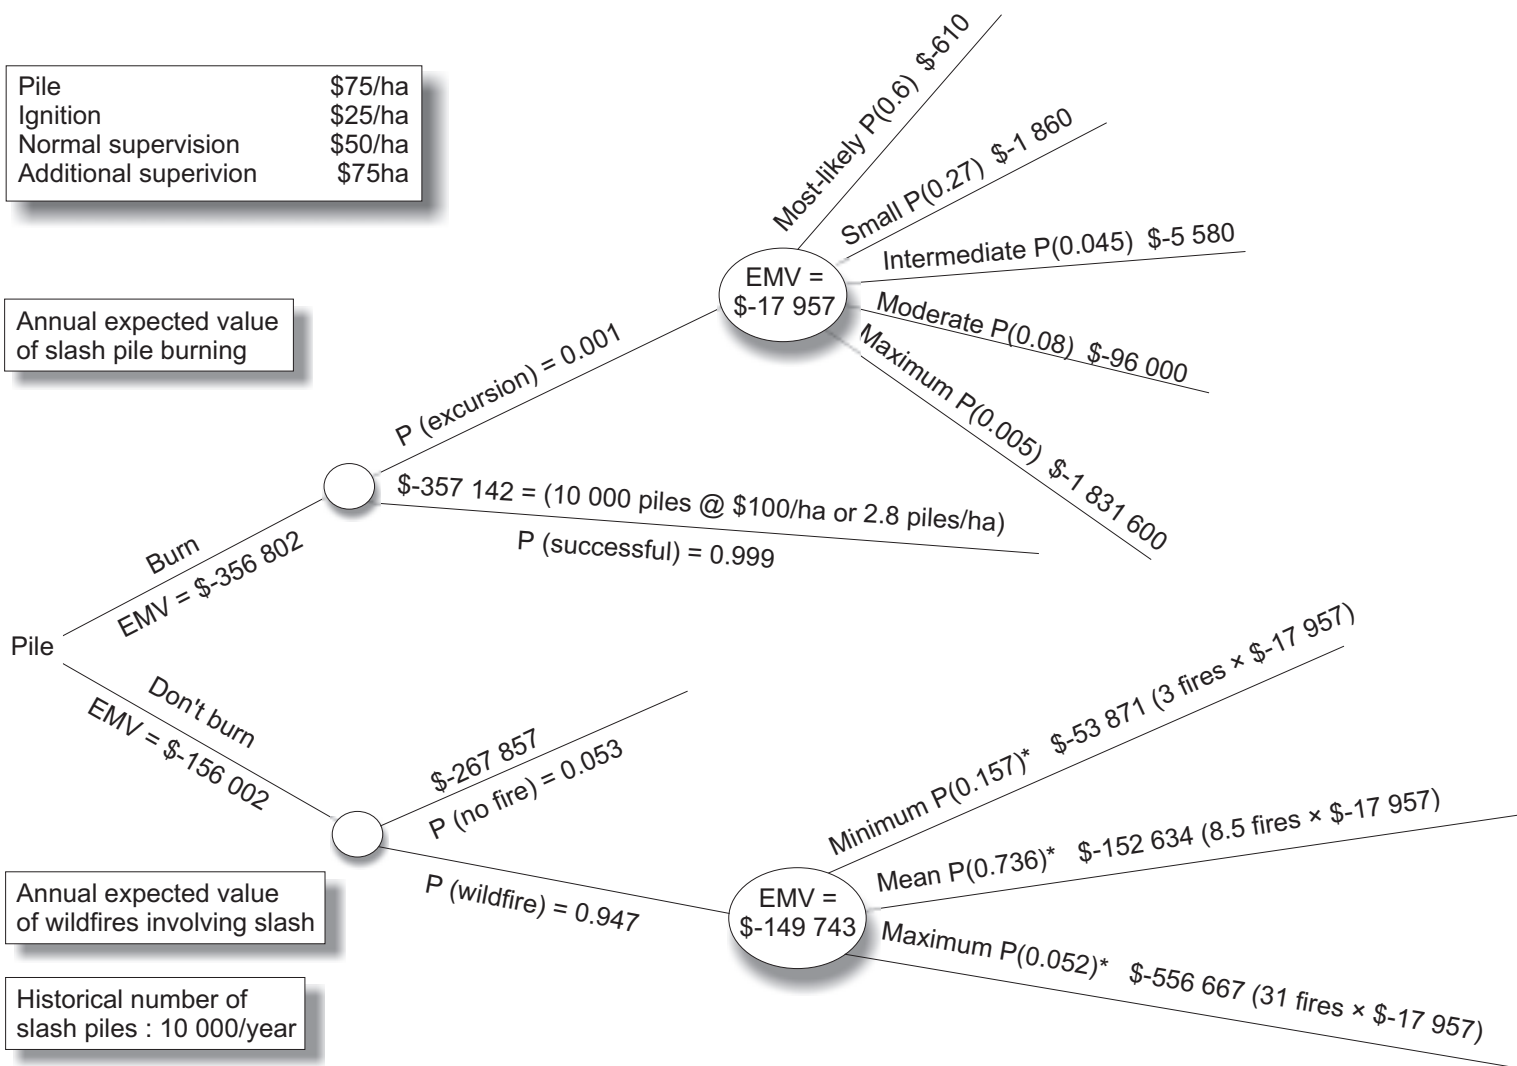 Pile $75/ha
Ignition $25/ha
Normal supervision $50/ha
Additional superivion $75ha
Annual expected value
of slash pile burning
Most-likely P(0.6) $-610
Small P(0.27) $-1 860
Intermediate P(0.045) $-5 580
Moderate P(0.08) $-96 000
Maximum P(0.005) $-1 831 600
EMV =
$-17 957
P (excursion) = 0.001
$-357 142 = (10 000 piles @ $100/ha or 2.8 piles/ha)
P (successful) = 0.999
Burn
EMV = $-356 802
Pile
Don't burn
EMV = $-156 002
$-267 857
P (no fire) = 0.053
P (wildfire) = 0.947
EMV =
$-149 743
Minimum P(0.157)* $-53 871 (3 fires × $-17 957)
Mean P(0.736)* $-152 634 (8.5 fires × $-17 957)
Maximum P(0.052)* $-556 667 (31 fires × $-17 957)
Annual expected value
of wildfires involving slash
Historical number of
slash piles : 10 000/year